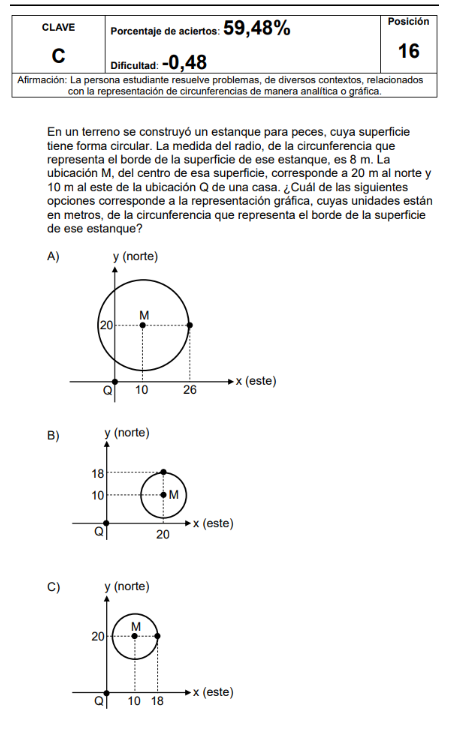 CLAVE
C
Porcentaje de aciertos: 59,48%
Dificultad: -0,48
Posición
16
Afirmación: La persona estudiante resuelve problemas, de diversos contextos, relacionados
con la representación de circunferencias de manera analítica o gráfica.
En un terreno se construyó un estanque para peces, cuya superficie
tiene forma circular. La medida del radio, de la circunferencia que
representa el borde de la superficie de ese estanque, es 8 m. La
ubicación M, del centro de esa superficie, corresponde a 20 m al norte y
10 m al este de la ubicación Q de una casa. ¿Cuál de las siguientes
opciones corresponde a la representación gráfica, cuyas unidades están
en metros, de la circunferencia que representa el borde de la superficie
de ese estanque?
A)
y (norte)
M
20
x (este)
Q 10 26
B)
y (norte)
18
10 M
x (este)
Q 20
C)
y (norte)
M
20
x (este)
Q 10 18